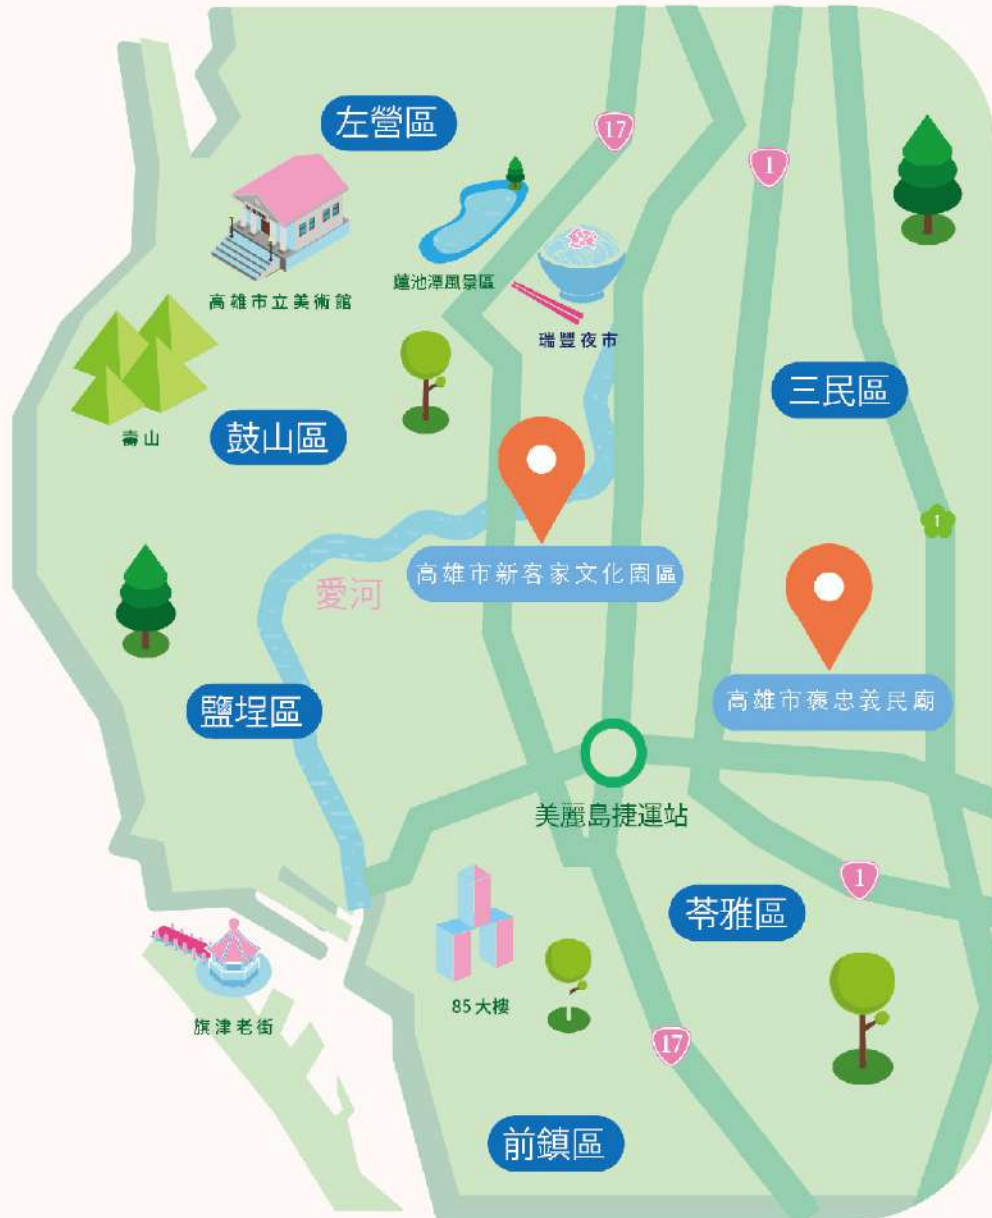 左營區
17
1
高雄市立美術館
蓮池潭風景區
瑞豐夜市
三民區
壽山
鼓山區
1
高雄市新客家文化園區
愛河
高雄市褒忠義民廟
鹽埕區
美麗島捷運站
1
苓雅區
85大樓
旗津老街
17
前鎮區